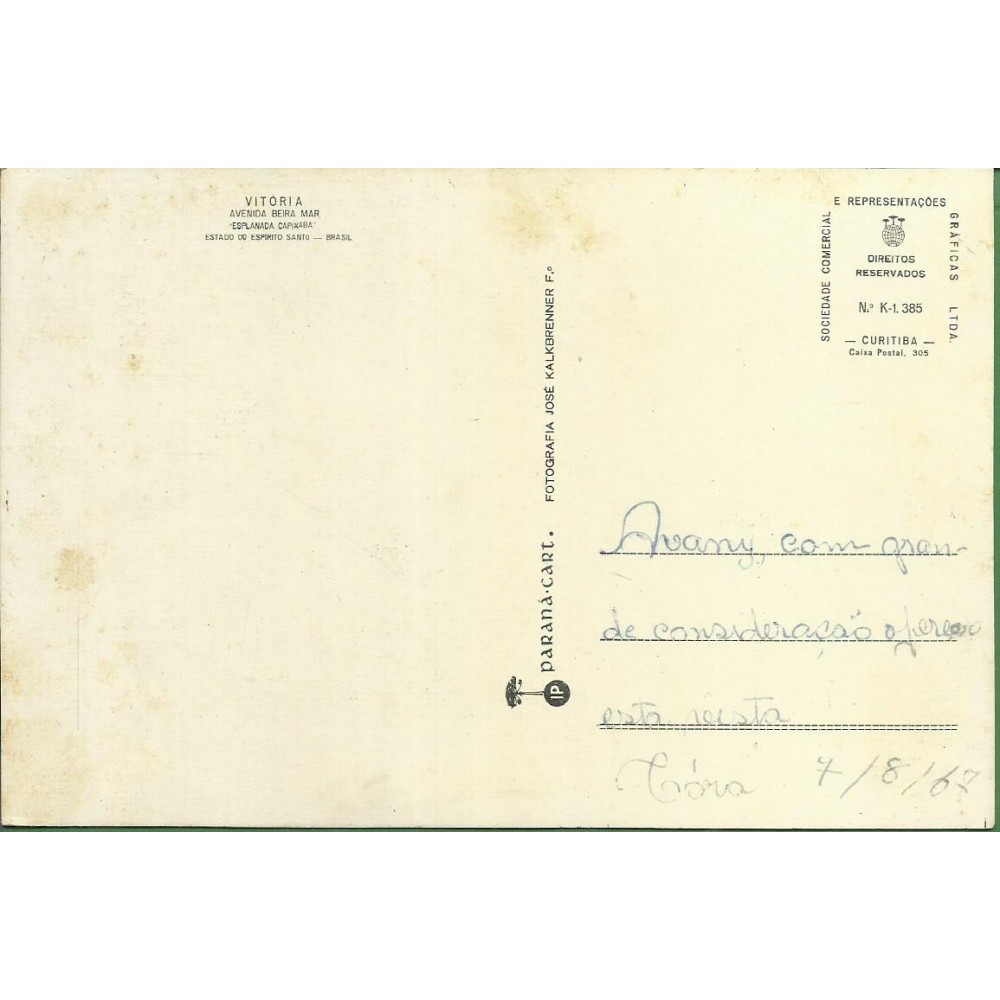 VITÓRIA
AVENIDA BEIRA MAR
"ESPLANADA CAPIXABA"
ESTADO DO ESPÍRITO SANTO — BRASIL
PARANÁ-CART.
FOTOGRAFIA JOSÉ KALKBRENNER F.º
IP
SOCIEDADE COMERCIAL
E REPRESENTAÇÕES
GRÁFICAS LTDA.
DIREITOS
RESERVADOS
N.º K-1.385
— CURITIBA —
Caixa Postal, 305
Avany, com gran-
de consideração ofereço
esta vista
7/8/67